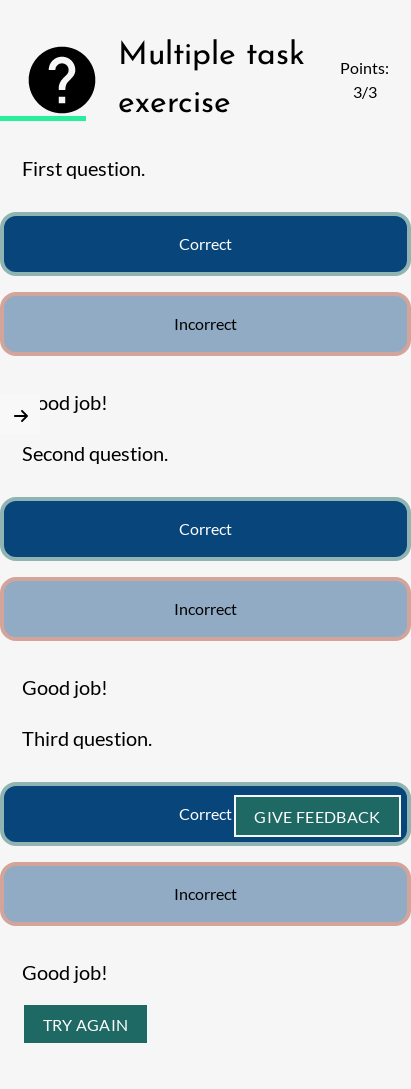 Multiple task
exercise
Points:
3/3
First question.
Correct
Incorrect
ood job!
Second question.
Correct
Incorrect
Good job!
Third question.
Correct
GIVE FEEDBACK
Incorrect
Good job!
TRY AGAIN